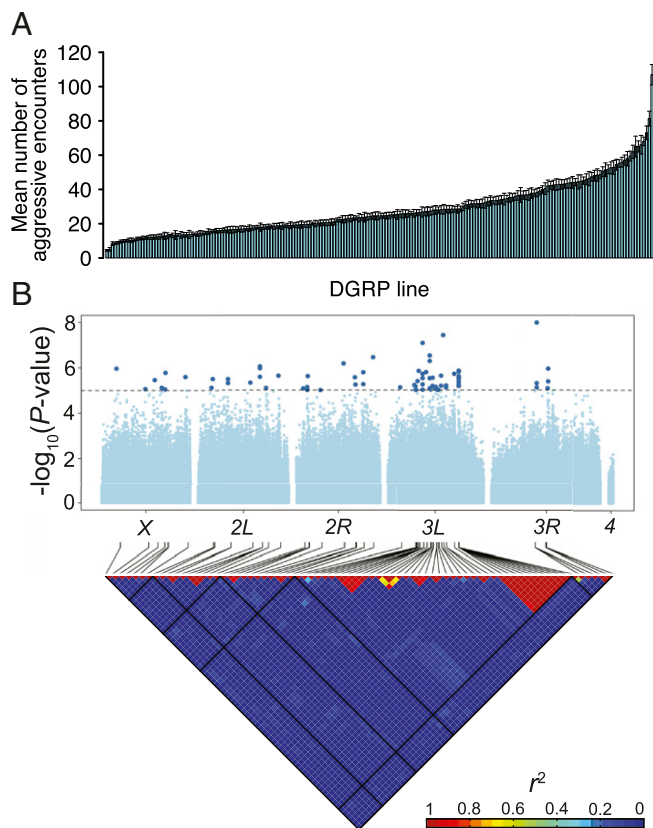 A
Mean number of
aggressive encounters
120
100
80
60
40
20
0
DGRP line
B
-log10(P-value)
8
6
4
2
0
X 2L 2R 3L 3R 4
r2
1 0.8 0.6 0.4 0.2 0